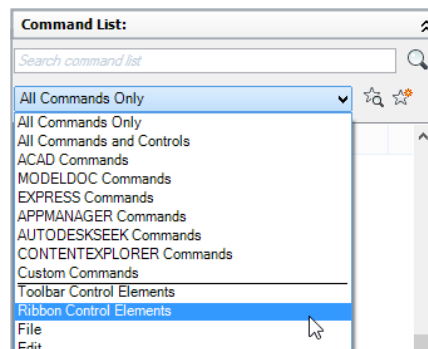 Command List:
Search command list
All Commands Only
All Commands Only
All Commands and Controls
ACAD Commands
MODELDOC Commands
EXPRESS Commands
APPMANAGER Commands
AUTODESKSEEK Commands
CONTENTEXPLORER Commands
Custom Commands
Toolbar Control Elements
Ribbon Control Elements
File
Edit